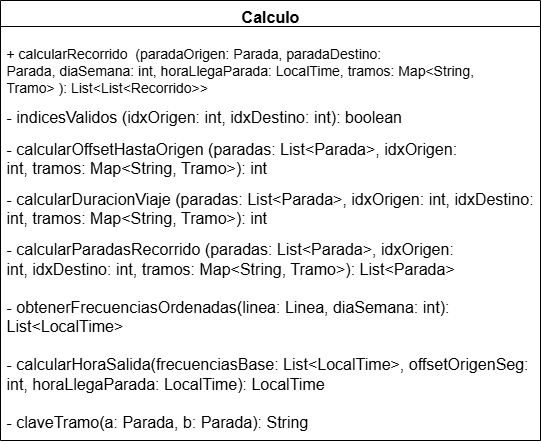 Calculo
+ calcularRecorrido (paradaOrigen: Parada, paradaDestino:
Parada, diaSemana: int, horaLlegaParada: LocalTime, tramos: Map<String,
Tramo> ): List<List<Recorrido>>
- indicesValidos (idxOrigen: int, idxDestino: int): boolean
- calcularOffsetHastaOrigen (paradas: List<Parada>, idxOrigen:
int, tramos: Map<String, Tramo>): int
- calcularDuracionViaje (paradas: List<Parada>, idxOrigen: int, idxDestino:
int, tramos: Map<String, Tramo>): int
- calcularParadasRecorrido (paradas: List<Parada>, idxOrigen:
int, idxDestino: int, tramos: Map<String, Tramo>): List<Parada>
- obtenerFrecuenciasOrdenadas(linea: Linea, diaSemana: int):
List<LocalTime>
- calcularHoraSalida(frecuenciasBase: List<LocalTime>, offsetOrigenSeg:
int, horaLlegaParada: LocalTime): LocalTime
- claveTramo(a: Parada, b: Parada): String